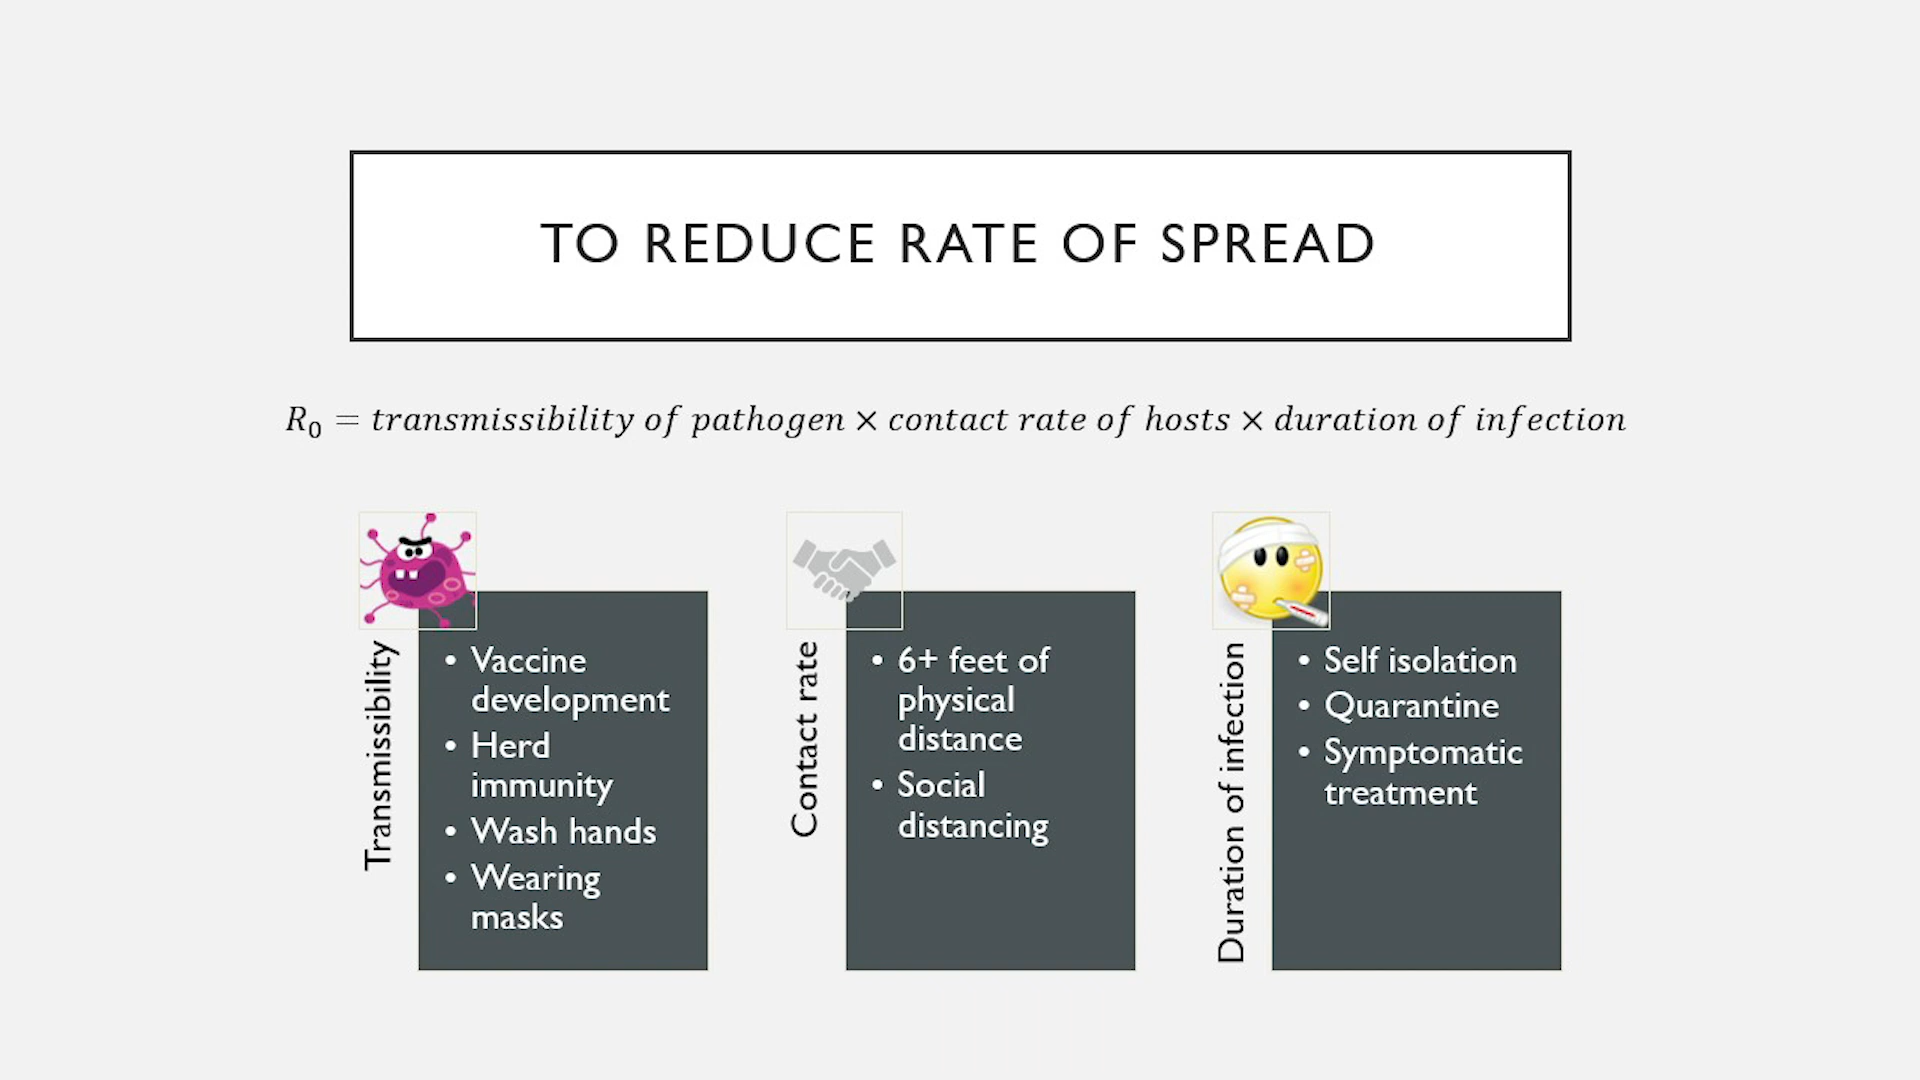 TO REDUCE RATE OF SPREAD
R₀ = transmissibility of pathogen × contact rate of hosts × duration of infection
Transmissibility
• Vaccine
development
• Herd
immunity
• Wash hands
• Wearing
masks
Contact rate
• 6+ feet of
physical
distance
• Social
distancing
Duration of infection
• Self isolation
• Quarantine
• Symptomatic
treatment